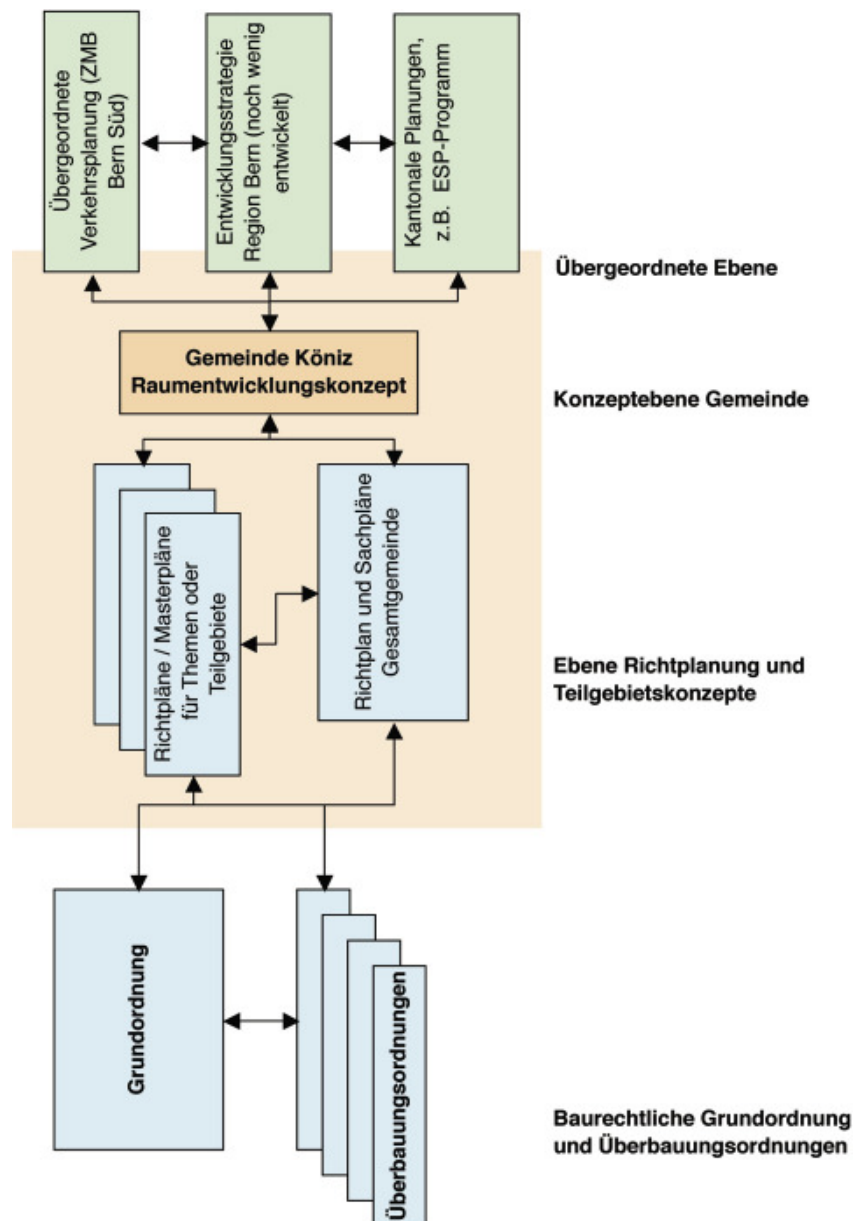 Übergeordnete
Verkehrsplanung (ZMB
Bern Süd)
Entwicklungsstrategie
Region Bern (noch wenig
entwickelt)
Kantonale Planungen,
z.B. ESP-Programm
Übergeordnete Ebene
Gemeinde Köniz
Raumentwicklungskonzept
Konzeptebene Gemeinde
Richtpläne / Masterpläne
für Themen oder
Teilgebiete
Richtplan und Sachpläne
Gesamtgemeinde
Ebene Richtplanung und
Teilgebietskonzepte
Grundordnung
Überbauungsordnungen
Baurechtliche Grundordnung
und Überbauungsordnungen